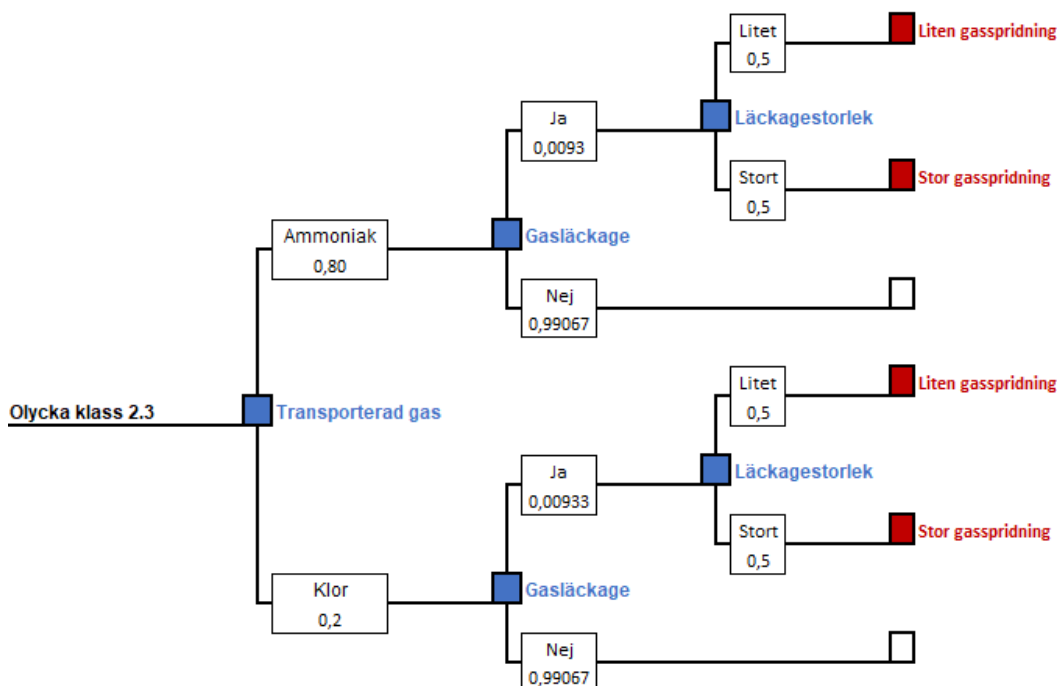 Litet
0,5
Liten gasspridning
Ja
0,0093
Läckagestorlek
Stort
0,5
Stor gasspridning
Ammoniak
0,80
Gasläckage
Nej
0,99067
Olycka klass 2.3
Transporterad gas
Litet
0,5
Liten gasspridning
Ja
0,00933
Läckagestorlek
Stort
0,5
Stor gasspridning
Klor
0,2
Gasläckage
Nej
0,99067